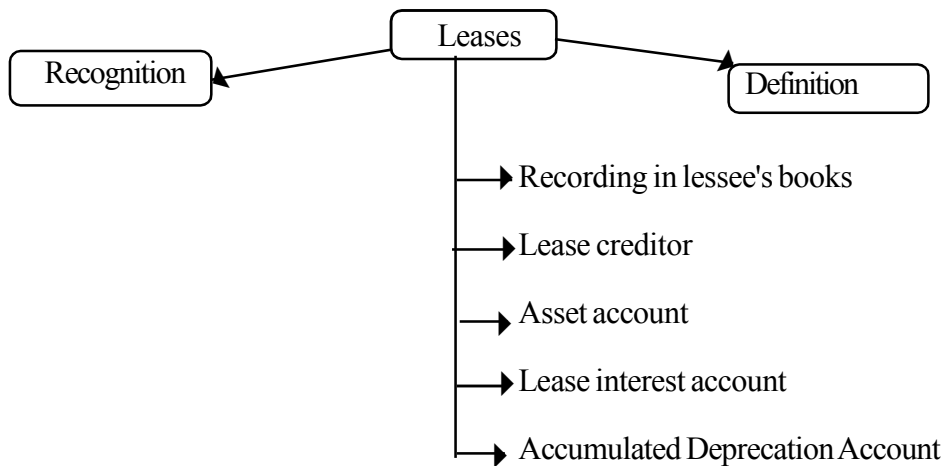 Leases
Recognition
Definition
Recording in lessee's books
Lease creditor
Asset account
Lease interest account
Accumulated Deprecation Account